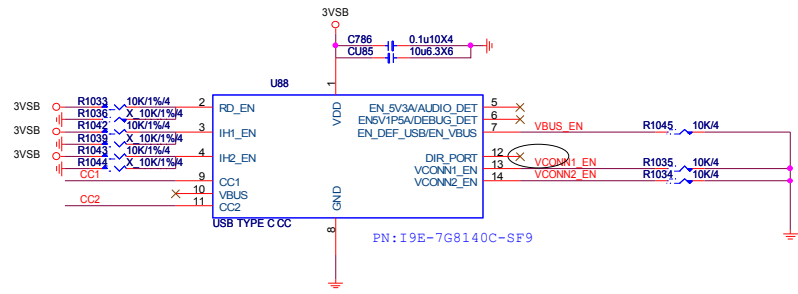 3VSB
C786 0.1u10X4
CU85 10u6.3X6
U88
1
VDD
3VSB R1033 10K/1%/4 2 RD_EN
R1036 X_10K/1%/4
3VSB R1042 10K/1%/4 3 IH1_EN
R1039 X_10K/1%/4
3VSB R1043 10K/1%/4 4 IH2_EN
R1044 X_10K/1%/4
CC1 9 CC1
10 VBUS
CC2 11 CC2
EN_5V3A/AUDIO_DET 5
EN5V1P5A/DEBUG_DET 6
EN_DEF_USB/EN_VBUS 7 VBUS_EN R1045 10K/4
DIR_PORT 12
VCONN1_EN 13 VCONN1_EN R1035 10K/4
VCONN2_EN 14 VCONN2_EN R1034 10K/4
GND
8
USB TYPE C CC
PN:I9E-7G8140C-SF9